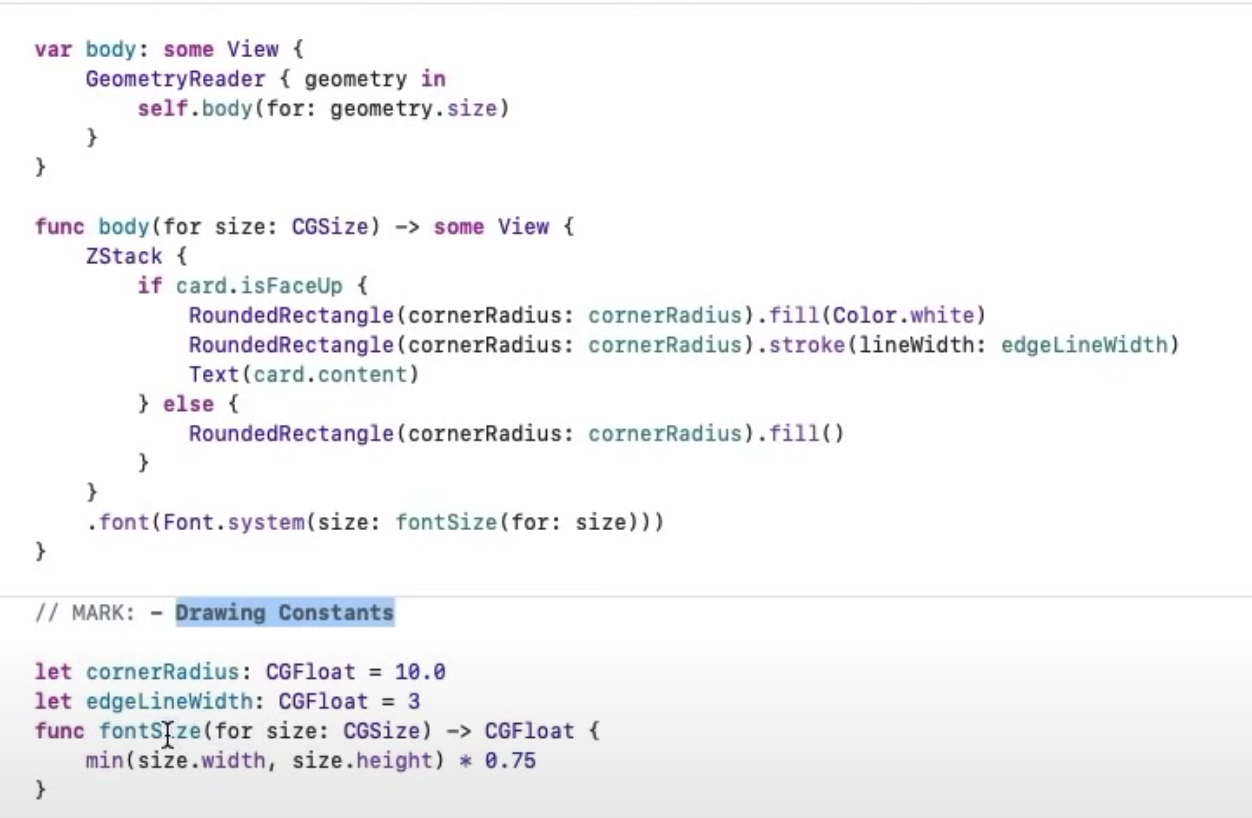 var body: some View {
    GeometryReader { geometry in
        self.body(for: geometry.size)
    }
}

func body(for size: CGSize) -> some View {
    ZStack {
        if card.isFaceUp {
            RoundedRectangle(cornerRadius: cornerRadius).fill(Color.white)
            RoundedRectangle(cornerRadius: cornerRadius).stroke(lineWidth: edgeLineWidth)
            Text(card.content)
        } else {
            RoundedRectangle(cornerRadius: cornerRadius).fill()
        }
    }
    .font(Font.system(size: fontSize(for: size)))
}

// MARK: - Drawing Constants

let cornerRadius: CGFloat = 10.0
let edgeLineWidth: CGFloat = 3
func fontSize(for size: CGSize) -> CGFloat {
    min(size.width, size.height) * 0.75
}